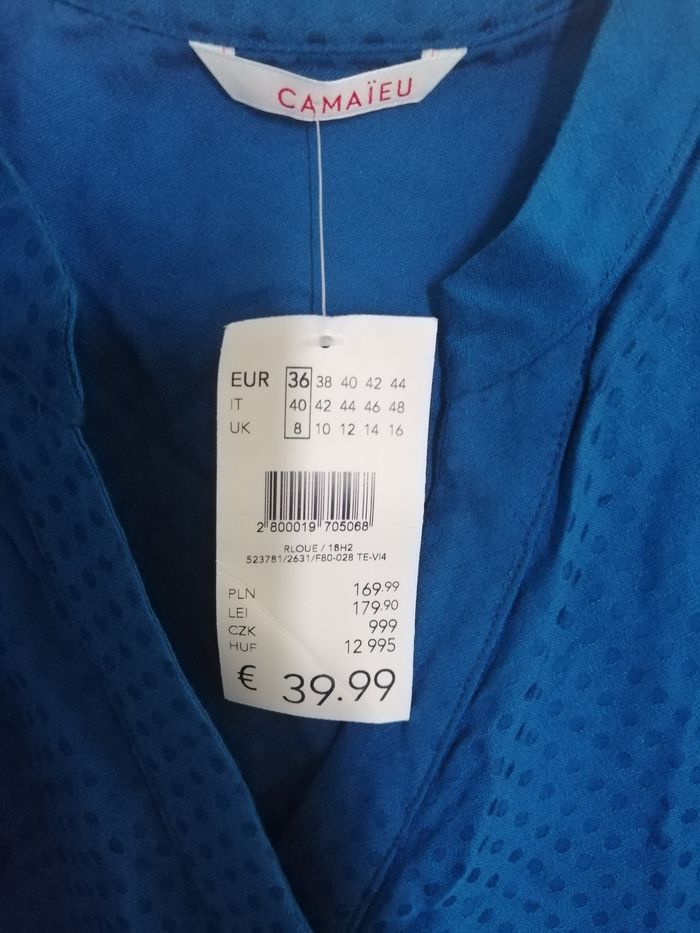 CAMAÏEU
EUR 36 38 40 42 44
IT 40 42 44 46 48
UK 8 10 12 14 16
2 800019 705068
RLOUE / 18H2
523781/2631/F80-028 TE-VI4
PLN 169.99
LEI 179.90
CZK 999
HUF 12 995
€ 39.99